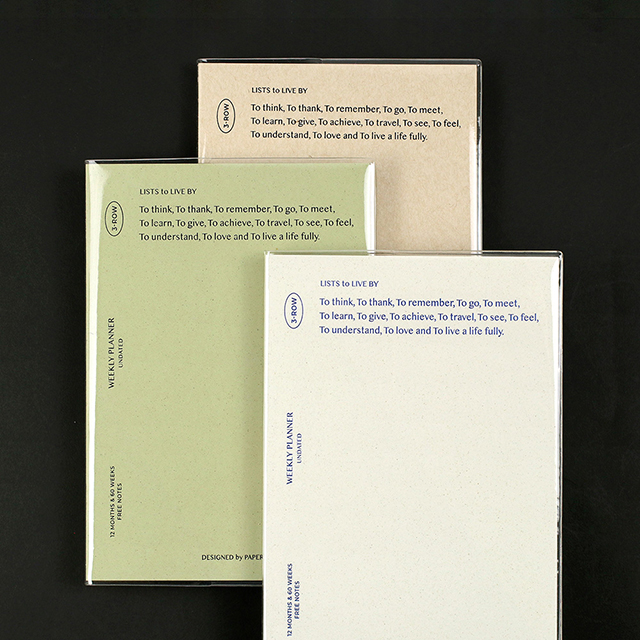 LISTS to LIVE BY
3-ROW
To think, To thank, To remember, To go, To meet,
To learn, To give, To achieve, To travel, To see, To feel,
To understand, To love and To live a life fully.
LISTS to LIVE BY
3-ROW
To think, To thank, To remember, To go, To meet,
To learn, To give, To achieve, To travel, To see, To feel,
To understand, To love and To live a life fully.
WEEKLY PLANNER
UNDATED
12 MONTHS & 60 WEEKS
FREE NOTES
DESIGNED by PAPER
LISTS to LIVE BY
3-ROW
To think, To thank, To remember, To go, To meet,
To learn, To give, To achieve, To travel, To see, To feel,
To understand, To love and To live a life fully.
WEEKLY PLANNER
UNDATED
12 MONTHS & 60 WEEKS
FREE NOTES